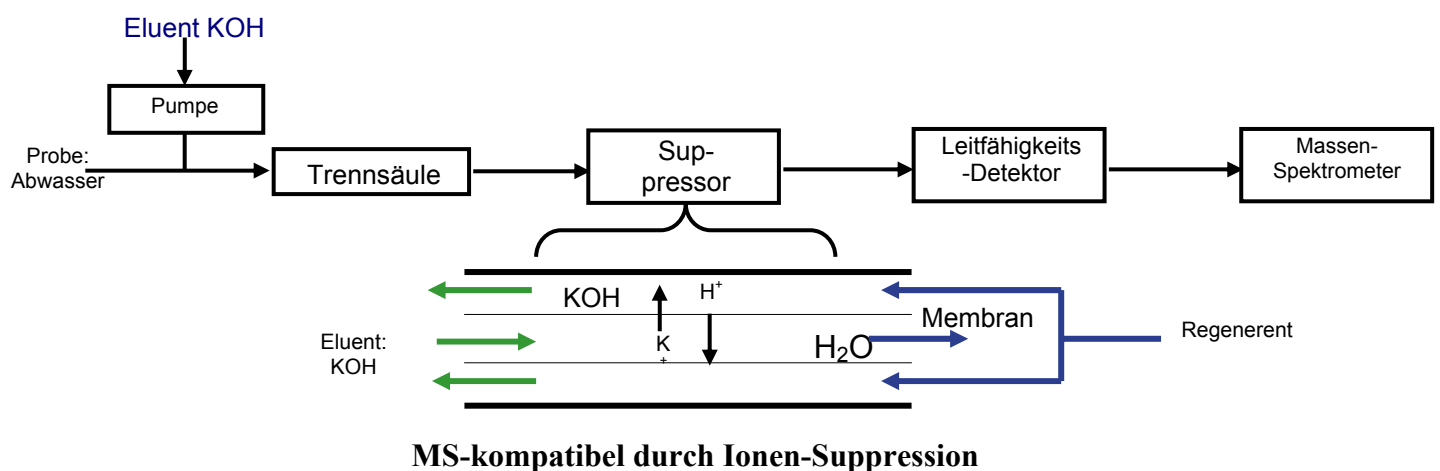 Eluent KOH
Pumpe
Probe:
Abwasser
Trennsäule
Sup-
pressor
Leitfähigkeits
-Detektor
Massen-
Spektrometer
KOH
H+
Membran
Regenerent
Eluent:
KOH
K
+
H₂O
MS-kompatibel durch Ionen-Suppression